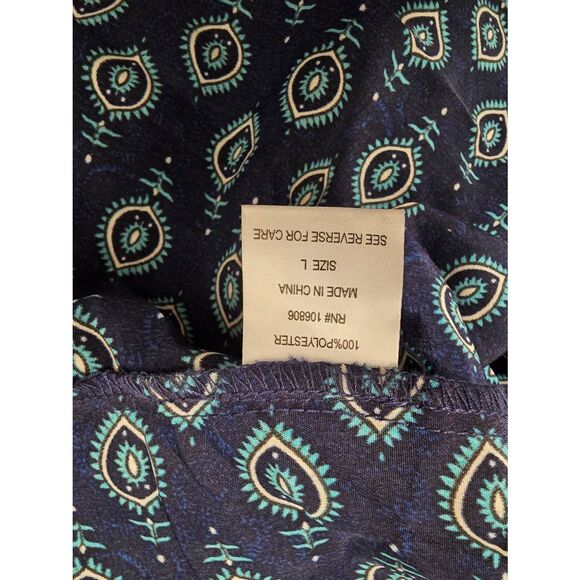 100%POLYESTER
RN# 106806
MADE IN CHINA
SIZE L
SEE REVERSE FOR CARE